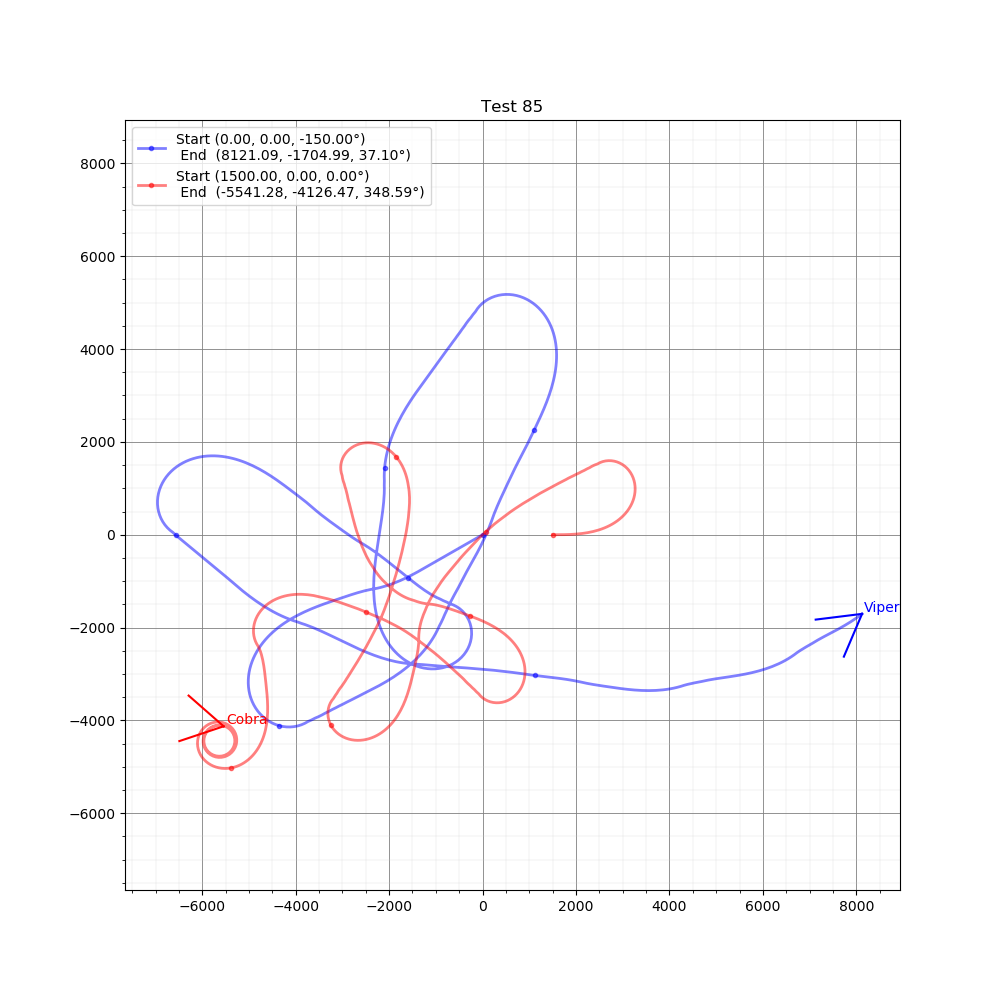 Test 85
Start (0.00, 0.00, -150.00°)
End (8121.09, -1704.99, 37.10°)
Start (1500.00, 0.00, 0.00°)
End (-5541.28, -4126.47, 348.59°)
8000
6000
4000
2000
0
−2000
−4000
−6000
Viper
Cobra
−6000 −4000 −2000 0 2000 4000 6000 8000